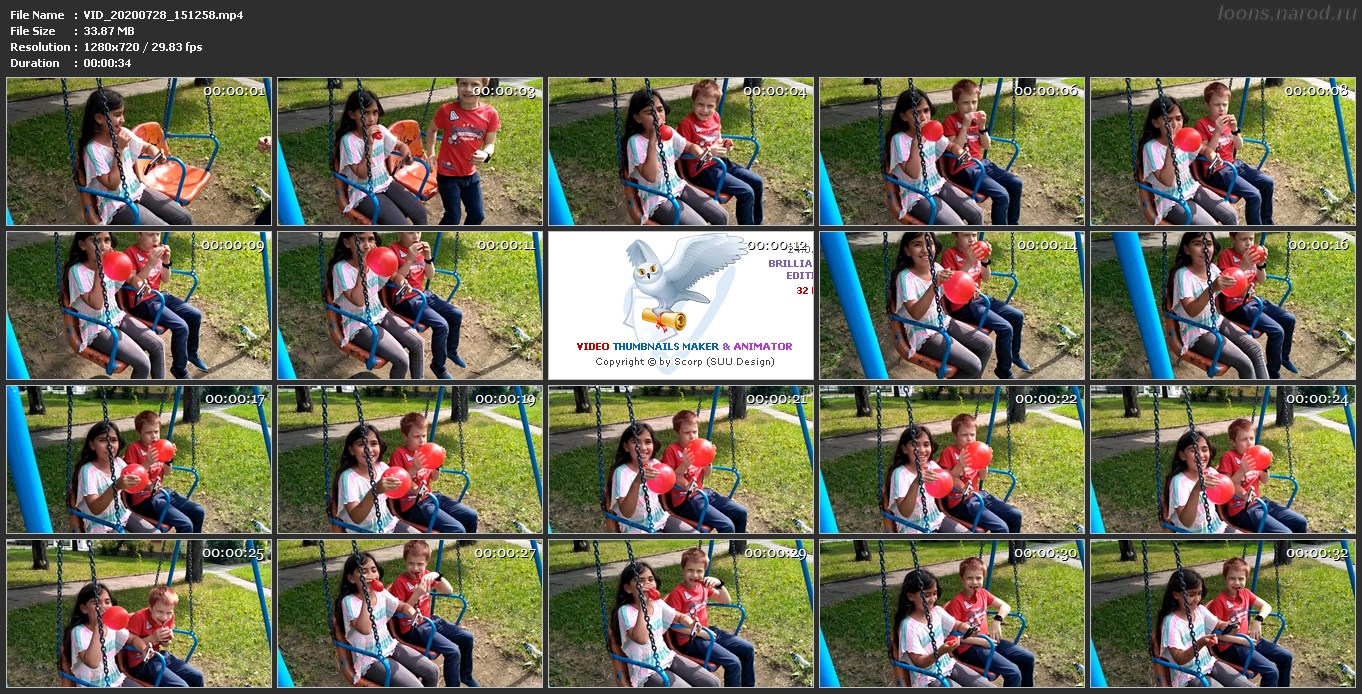 File Name : VID_20200728_151258.mp4
File Size : 33.87 MB
Resolution : 1280x720 / 29.83 fps
Duration : 00:00:34
loons.narod.ru
00:00:01
00:00:03
00:00:04
00:00:06
00:00:08
00:00:09
00:00:11
00:00:12
BRILLIA
EDIT
32
VIDEO THUMBNAILS MAKER & ANIMATOR
Copyright © by Scorp (SUU Design)
00:00:14
00:00:16
00:00:17
00:00:19
00:00:21
00:00:22
00:00:24
00:00:25
00:00:27
00:00:29
00:00:30
00:00:32